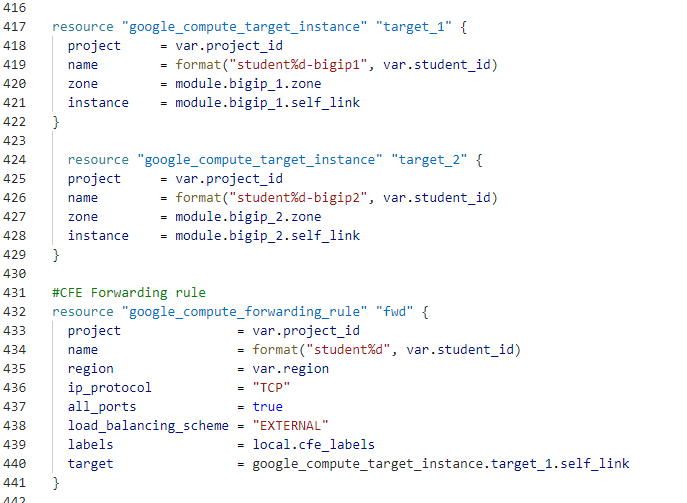 416
417 resource "google_compute_target_instance" "target_1" {
418   project     = var.project_id
419   name        = format("student%d-bigip1", var.student_id)
420   zone        = module.bigip_1.zone
421   instance    = module.bigip_1.self_link
422 }
423
424   resource "google_compute_target_instance" "target_2" {
425   project     = var.project_id
426   name        = format("student%d-bigip2", var.student_id)
427   zone        = module.bigip_2.zone
428   instance    = module.bigip_2.self_link
429 }
430
431 #CFE Forwarding rule
432 resource "google_compute_forwarding_rule" "fwd" {
433   project               = var.project_id
434   name                  = format("student%d", var.student_id)
435   region                = var.region
436   ip_protocol           = "TCP"
437   all_ports             = true
438   load_balancing_scheme = "EXTERNAL"
439   labels                = local.cfe_labels
440   target                = google_compute_target_instance.target_1.self_link
441 }
442